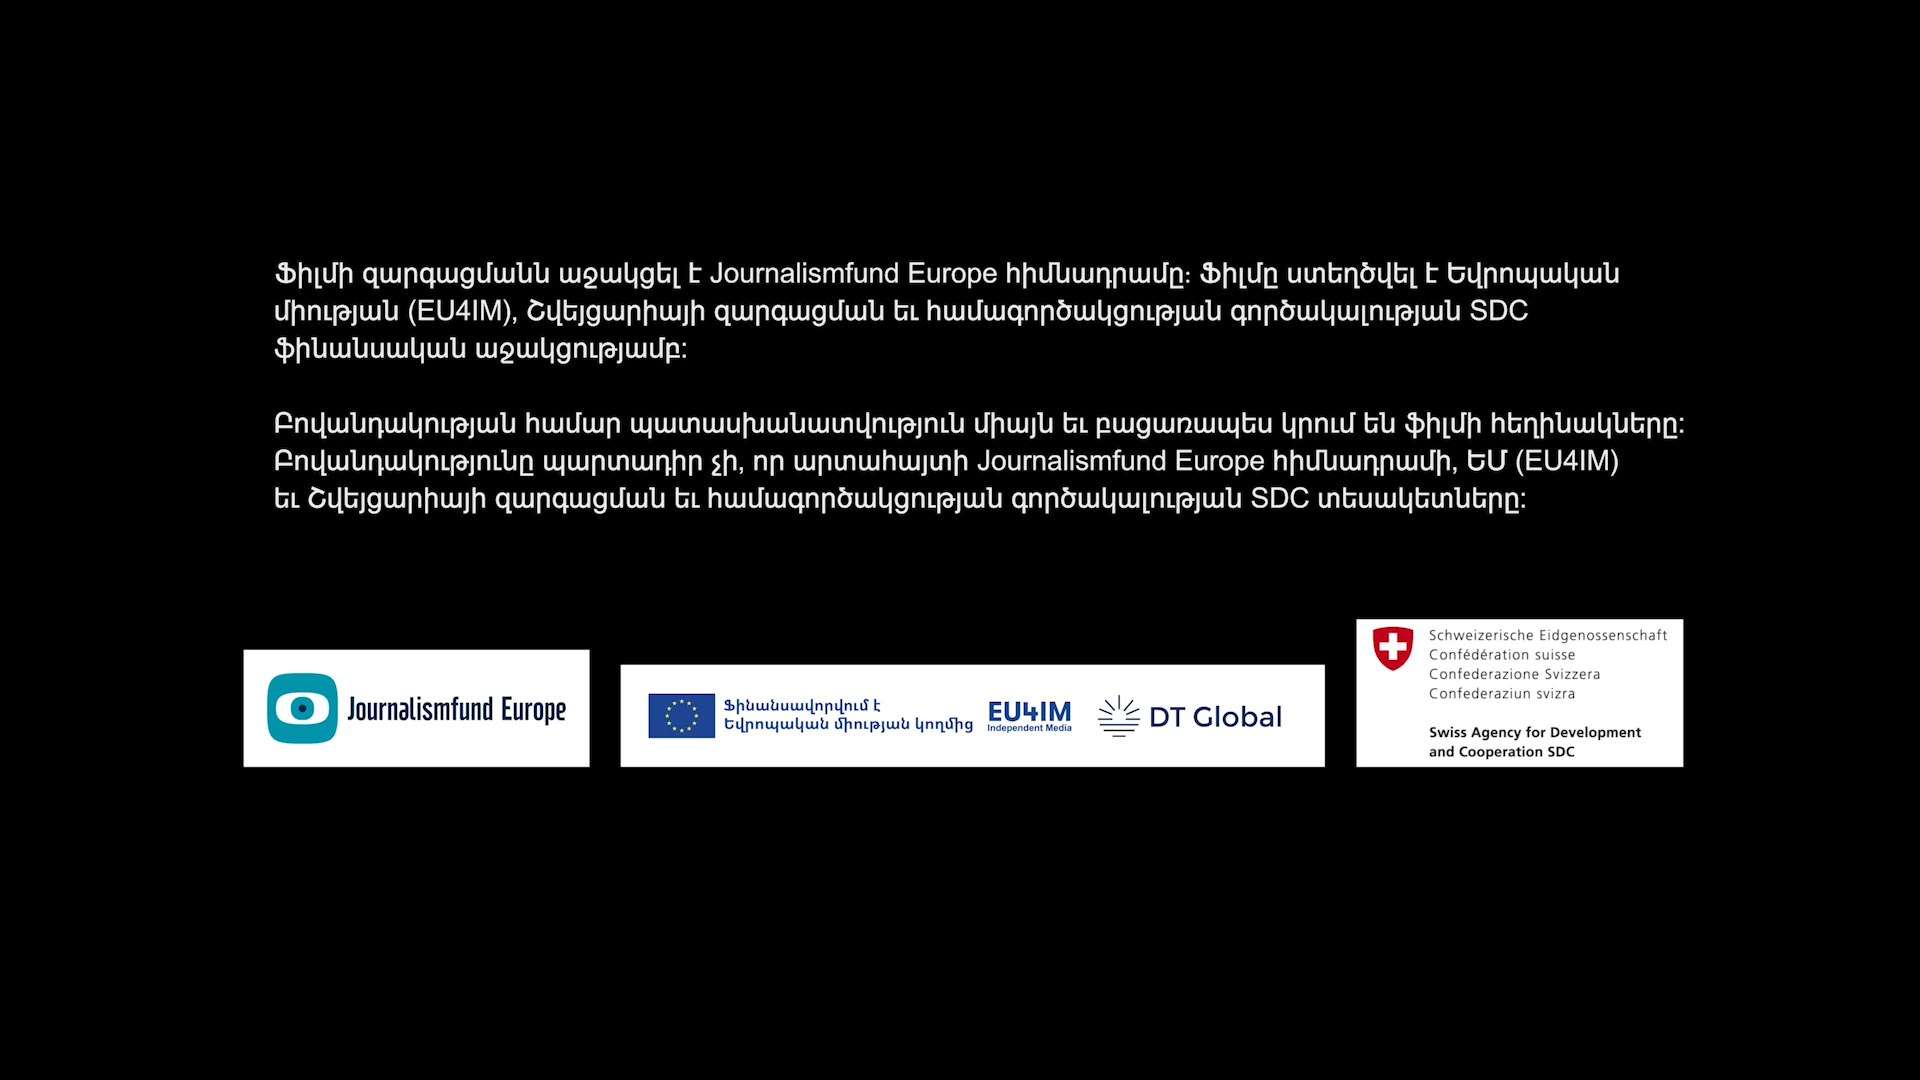 Ֆիլմի զարգացմանն աջակցել է Journalismfund Europe հիմնադրամը։ Ֆիլմը ստեղծվել է Եվրոպական
միության (EU4IM), Շվեյցարիայի զարգացման եւ համագործակցության գործակալության SDC
ֆինանսական աջակցությամբ։
Բովանդակության համար պատասխանատվություն միայն եւ բացառապես կրում են ֆիլմի հեղինակները։
Բովանդակությունը պարտադիր չի, որ արտահայտի Journalismfund Europe հիմնադրամի, ԵՄ (EU4IM)
եւ Շվեյցարիայի զարգացման եւ համագործակցության գործակալության SDC տեսակետները։
Journalismfund Europe
Ֆինանսավորվում է
Եվրոպական միության կողմից
EU4IM
Independent Media
DT Global
Schweizerische Eidgenossenschaft
Confédération suisse
Confederazione Svizzera
Confederaziun svizra
Swiss Agency for Development
and Cooperation SDC